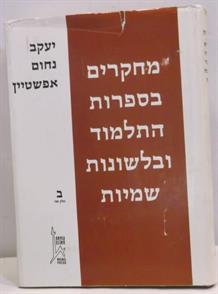 יעקב
נחום
אפשטיין
מחקרים
בספרות
התלמוד
ובלשונות
שמיות
ב